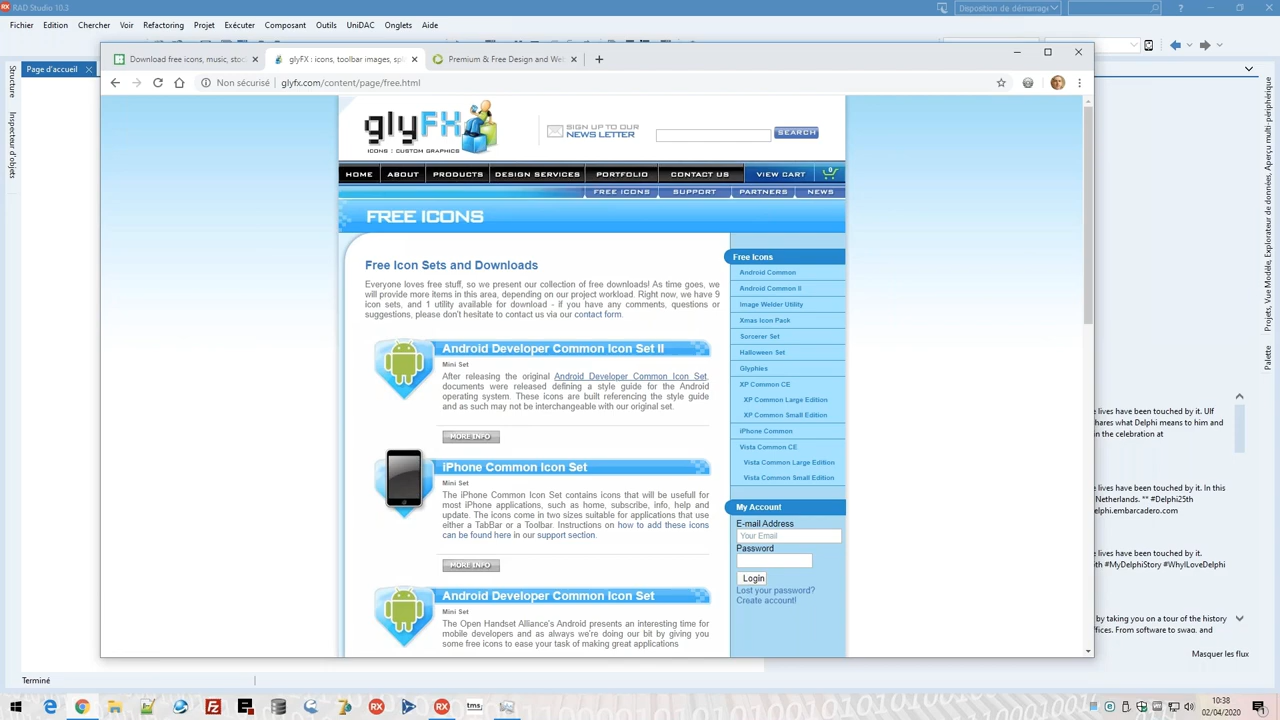 RAD Studio 10.3
Disposition de démarrage
Fichier Edition Chercher Voir Refactoring Projet Exécuter Composant Outils UniDAC Onglets Aide
Page d'accueil
Download free icons, music, stoc
glyFX : icons, toolbar images, spl
Premium & Free Design and We
Non sécurisé glyfx.com/content/page/free.html
Structure
Inspecteur d'objets
glyFX
ICONS : CUSTOM GRAPHICS
SIGN UP TO OUR
NEWS LETTER
SEARCH
HOME ABOUT PRODUCTS DESIGN SERVICES PORTFOLIO CONTACT US VIEW CART 0
FREE ICONS SUPPORT PARTNERS NEWS
FREE ICONS
Free Icon Sets and Downloads
Everyone loves free stuff, so we present our collection of free downloads! As time goes, we
will provide more items in this area, depending on our project workload. Right now, we have 9
icon sets, and 1 utility available for download - if you have any comments, questions or
suggestions, please don't hesitate to contact us via our contact form.
Android Developer Common Icon Set II
Mini Set
After releasing the original Android Developer Common Icon Set,
documents were released defining a style guide for the Android
operating system. These icons are built referencing the style guide
and as such may not be interchangeable with our original set.
MORE INFO
iPhone Common Icon Set
Mini Set
The iPhone Common Icon Set contains icons that will be usefull for
most iPhone applications, such as home, subscribe, info, help and
update. The icons come in two sizes suitable for applications that use
either a TabBar or a Toolbar. Instructions on how to add these icons
can be found here in our support section.
MORE INFO
Android Developer Common Icon Set
Mini Set
The Open Handset Alliance's Android presents an interesting time for
mobile developers and as always we're doing our bit by giving you
some free icons to ease your task of making great applications
Free Icons
Android Common
Android Common II
Image Welder Utility
Xmas Icon Pack
Sorcerer Set
Halloween Set
Glyphies
XP Common CE
XP Common Large Edition
XP Common Small Edition
iPhone Common
Vista Common CE
Vista Common Large Edition
Vista Common Small Edition
My Account
E-mail Address
Your Email
Password
Login
Lost your password?
Create account!
Projets, Vue Modèle, Explorateur de données, Aperçu multi-périphérique
Palette
e lives have been touched by it. Ulf
hares what Delphi means to him and
n the celebration at
e lives have been touched by it. In this
Netherlands. ** #Delphi25th
elphi.embarcadero.com
e lives have been touched by it.
th #MyDelphiStory #WhyILoveDelphi
by taking you on a tour of the history
ffices. From software to swag, and
Masquer les flux
Terminé
tms
10:38
02/04/2020